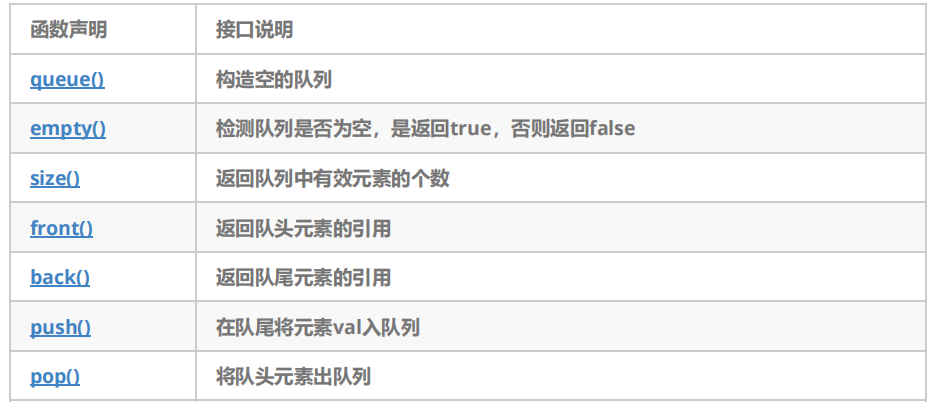 函数声明 接口说明
queue() 构造空的队列
empty() 检测队列是否为空，是返回true，否则返回false
size() 返回队列中有效元素的个数
front() 返回队头元素的引用
back() 返回队尾元素的引用
push() 在队尾将元素val入队列
pop() 将队头元素出队列